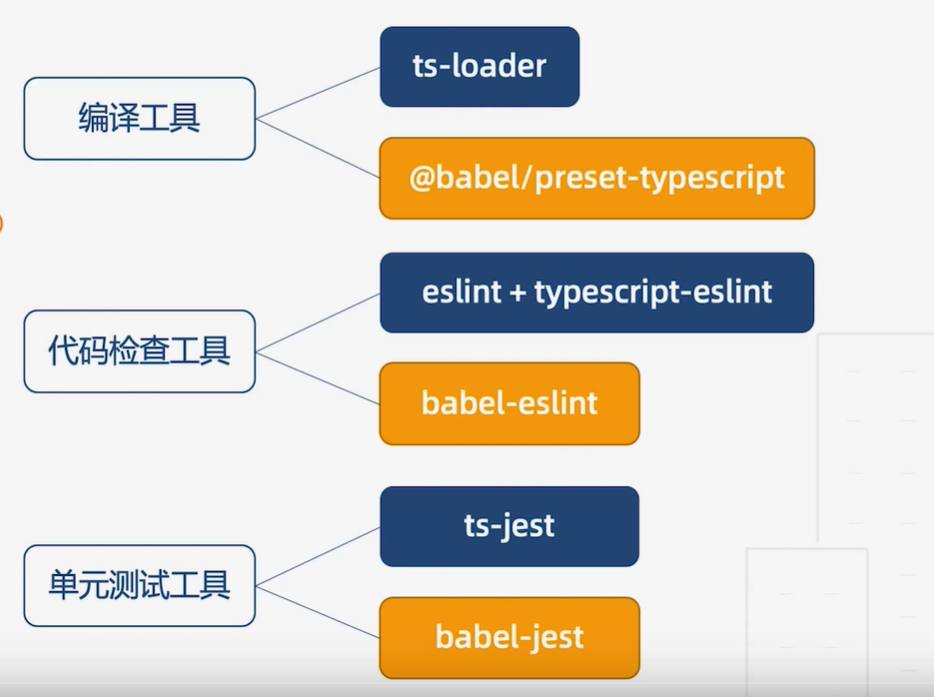 编译工具
ts-loader
@babel/preset-typescript
代码检查工具
eslint + typescript-eslint
babel-eslint
单元测试工具
ts-jest
babel-jest